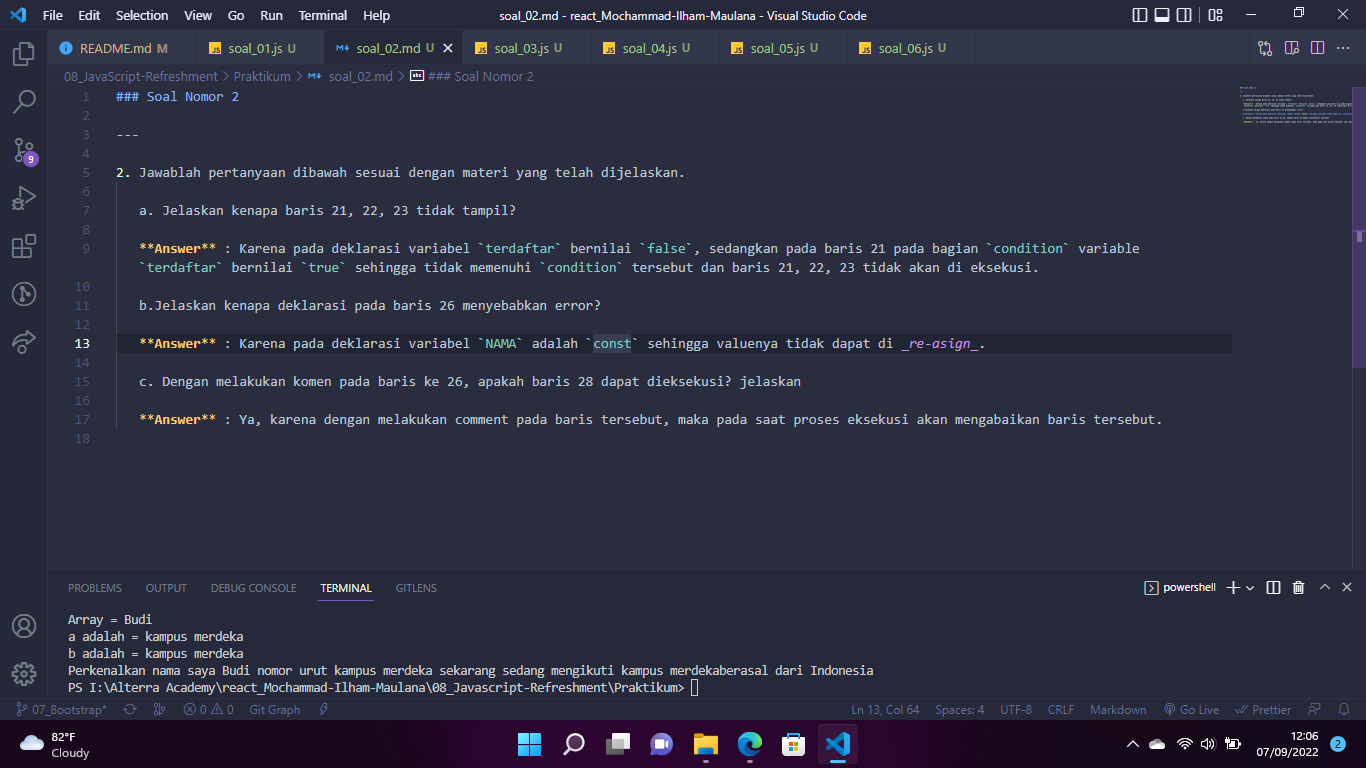 File Edit Selection View Go Run Terminal Help
soal_02.md - react_Mochammad-Ilham-Maulana - Visual Studio Code
README.md M
JS soal_01.js U
soal_02.md U
JS soal_03.js U
JS soal_04.js U
JS soal_05.js U
JS soal_06.js U
08_JavaScript-Refreshment > Praktikum > soal_02.md > abc ### Soal Nomor 2
1 ### Soal Nomor 2
2
3 ---
4
5 2. Jawablah pertanyaan dibawah sesuai dengan materi yang telah dijelaskan.
6
7 a. Jelaskan kenapa baris 21, 22, 23 tidak tampil?
8
9 **Answer** : Karena pada deklarasi variabel `terdaftar` bernilai `false`, sedangkan pada baris 21 pada bagian `condition` variable
`terdaftar` bernilai `true` sehingga tidak memenuhi `condition` tersebut dan baris 21, 22, 23 tidak akan di eksekusi.
10
11 b.Jelaskan kenapa deklarasi pada baris 26 menyebabkan error?
12
13 **Answer** : Karena pada deklarasi variabel `NAMA` adalah `const` sehingga valuenya tidak dapat di _re-asign_.
14
15 c. Dengan melakukan komen pada baris ke 26, apakah baris 28 dapat dieksekusi? jelaskan
16
17 **Answer** : Ya, karena dengan melakukan comment pada baris tersebut, maka pada saat proses eksekusi akan mengabaikan baris tersebut.
18
9
PROBLEMS OUTPUT DEBUG CONSOLE TERMINAL GITLENS
powershell
Array = Budi
a adalah = kampus merdeka
b adalah = kampus merdeka
Perkenalkan nama saya Budi nomor urut kampus merdeka sekarang sedang mengikuti kampus merdekaberasal dari Indonesia
PS I:\Alterra Academy\react_Mochammad-Ilham-Maulana\08_Javascript-Refreshment\Praktikum>
07_Bootstrap* 0 0 Git Graph
Ln 13, Col 64 Spaces: 4 UTF-8 CRLF Markdown Go Live Prettier
82°F
Cloudy
12:06
07/09/2022
2